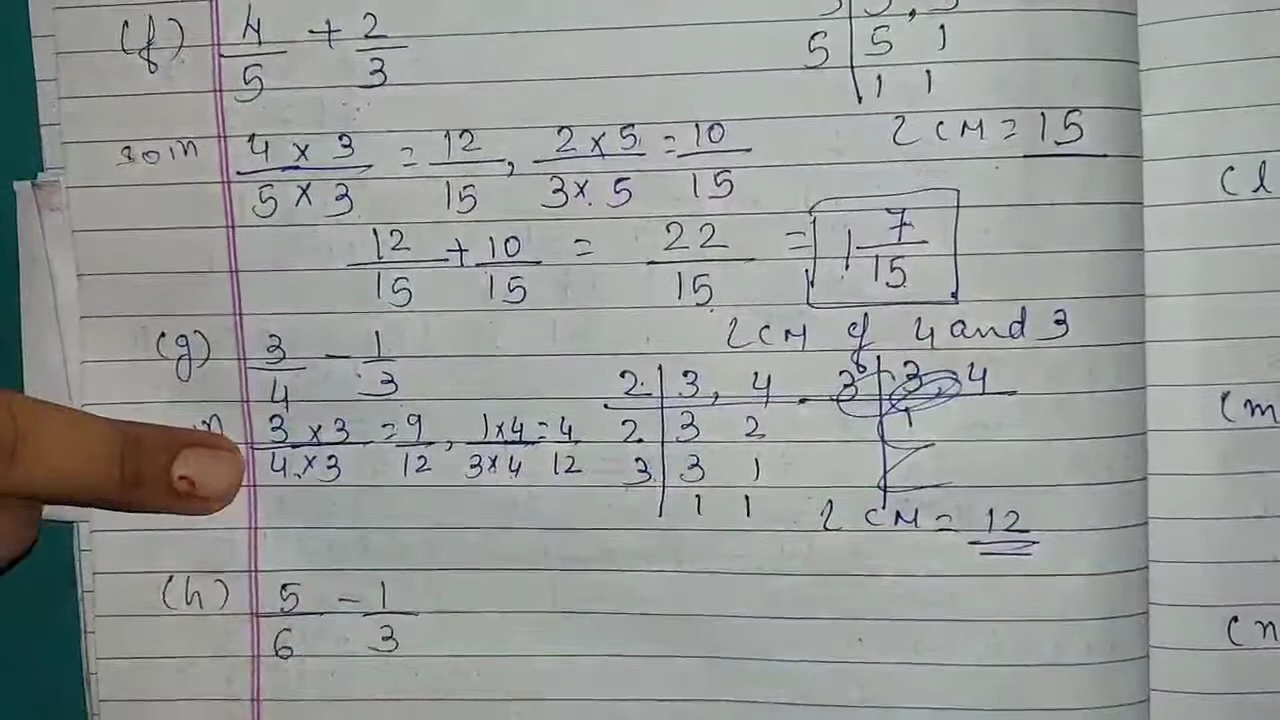 (f) 4/5 + 2/3
5 | 5 1
1 1
LCM = 15
soln 4 × 3 / 5 × 3 = 12/15 , 2 × 5 / 3 × 5 = 10/15
12/15 + 10/15 = 22/15 = 1 7/15
LCM of 4 and 3
(g) 3/4 - 1/3
2 | 3, 4
2 | 3 2
3 | 3 1
1 1
3 × 3 / 4 × 3 = 9/12 , 1×4 / 3×4 = 4/12
LCM = 12
(h) 5/6 - 1/3
(l
(m
(n